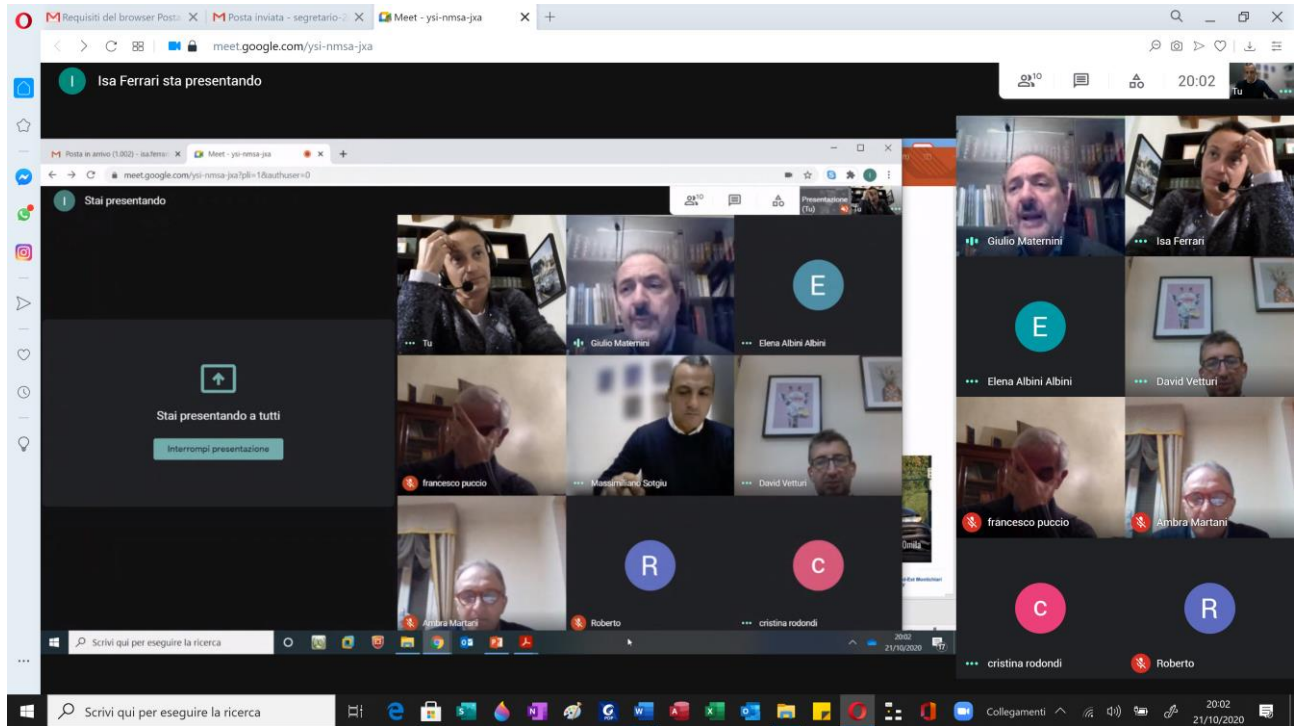 Requisiti del browser Posta
Posta inviata - segretario-2
Meet - ysi-nmsa-jxa
meet.google.com/ysi-nmsa-jxa
I
Isa Ferrari sta presentando
10
20:02
Tu
Posta in arrivo (1.002) - isa.ferrar
Meet - ysi-nmsa-jxa
meet.google.com/ysi-nmsa-jxa?pli=1&authuser=0
I
Stai presentando
10
Presentazione
(Tu)
Tu
Stai presentando a tutti
Interrompi presentazione
Tu
Giulio Maternini
E
Elena Albini Albini
francesco puccio
Massimiliano Sotgiu
David Vetturi
Ambra Martani
R
Roberto
c
cristina rodondi
Scrivi qui per eseguire la ricerca
20:02
21/10/2020
17
Giulio Maternini
Isa Ferrari
E
Elena Albini Albini
David Vetturi
francesco puccio
Ambra Martani
c
cristina rodondi
R
Roberto
Scrivi qui per eseguire la ricerca
Collegamenti
20:02
21/10/2020